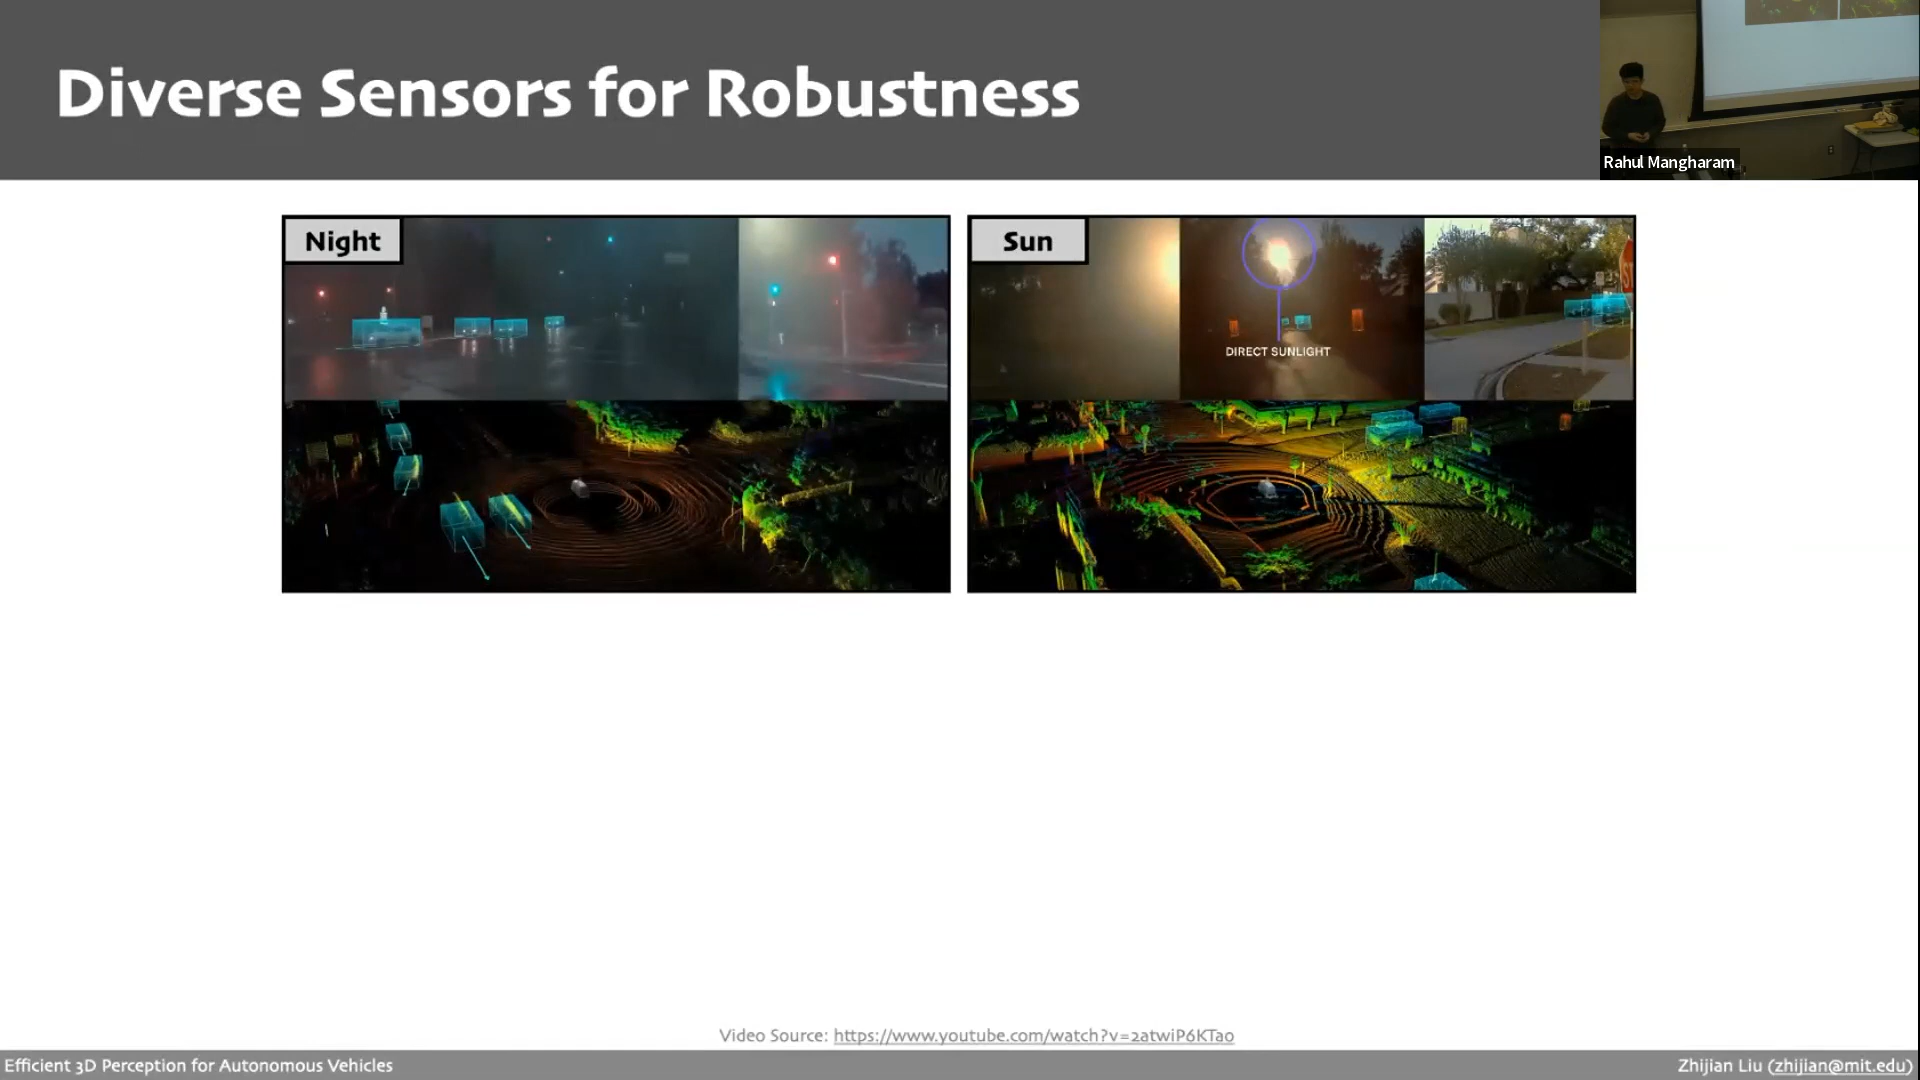 Diverse Sensors for Robustness
Rahul Mangharam
Night
Sun
DIRECT SUNLIGHT
Video Source: https://www.youtube.com/watch?v=2atwiP6KTao
Efficient 3D Perception for Autonomous Vehicles
Zhijian Liu (zhijian@mit.edu)